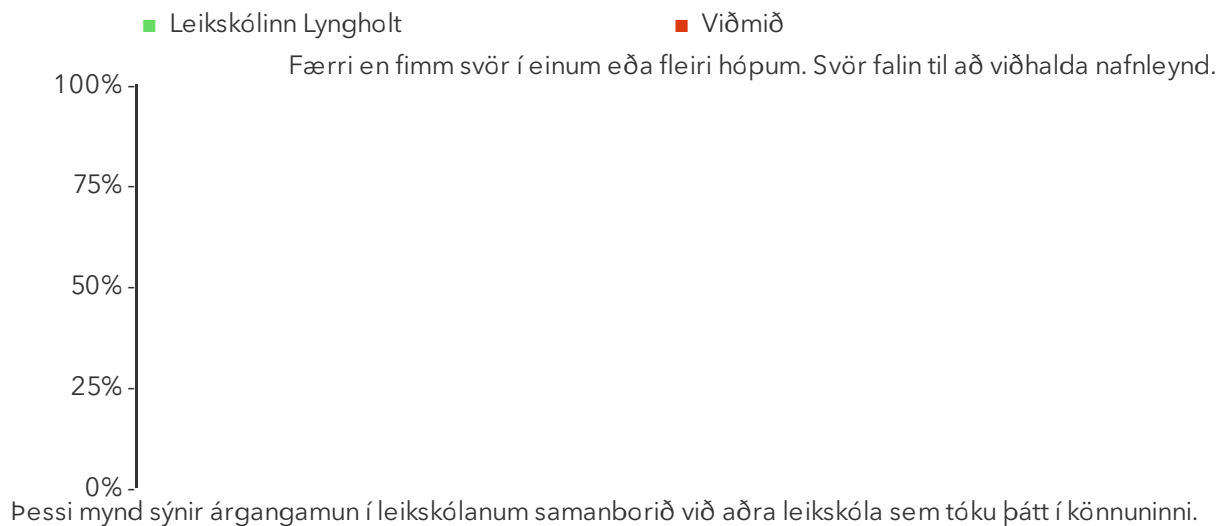 Leikskólinn Lyngholt Viðmið
Færri en fimm svör í einum eða fleiri hópum. Svör falin til að viðhalda nafnleynd.
100%
75%
50%
25%
0%
Þessi mynd sýnir árgangamun í leikskólanum samanborið við aðra leikskóla sem tóku þátt í könnuninni.